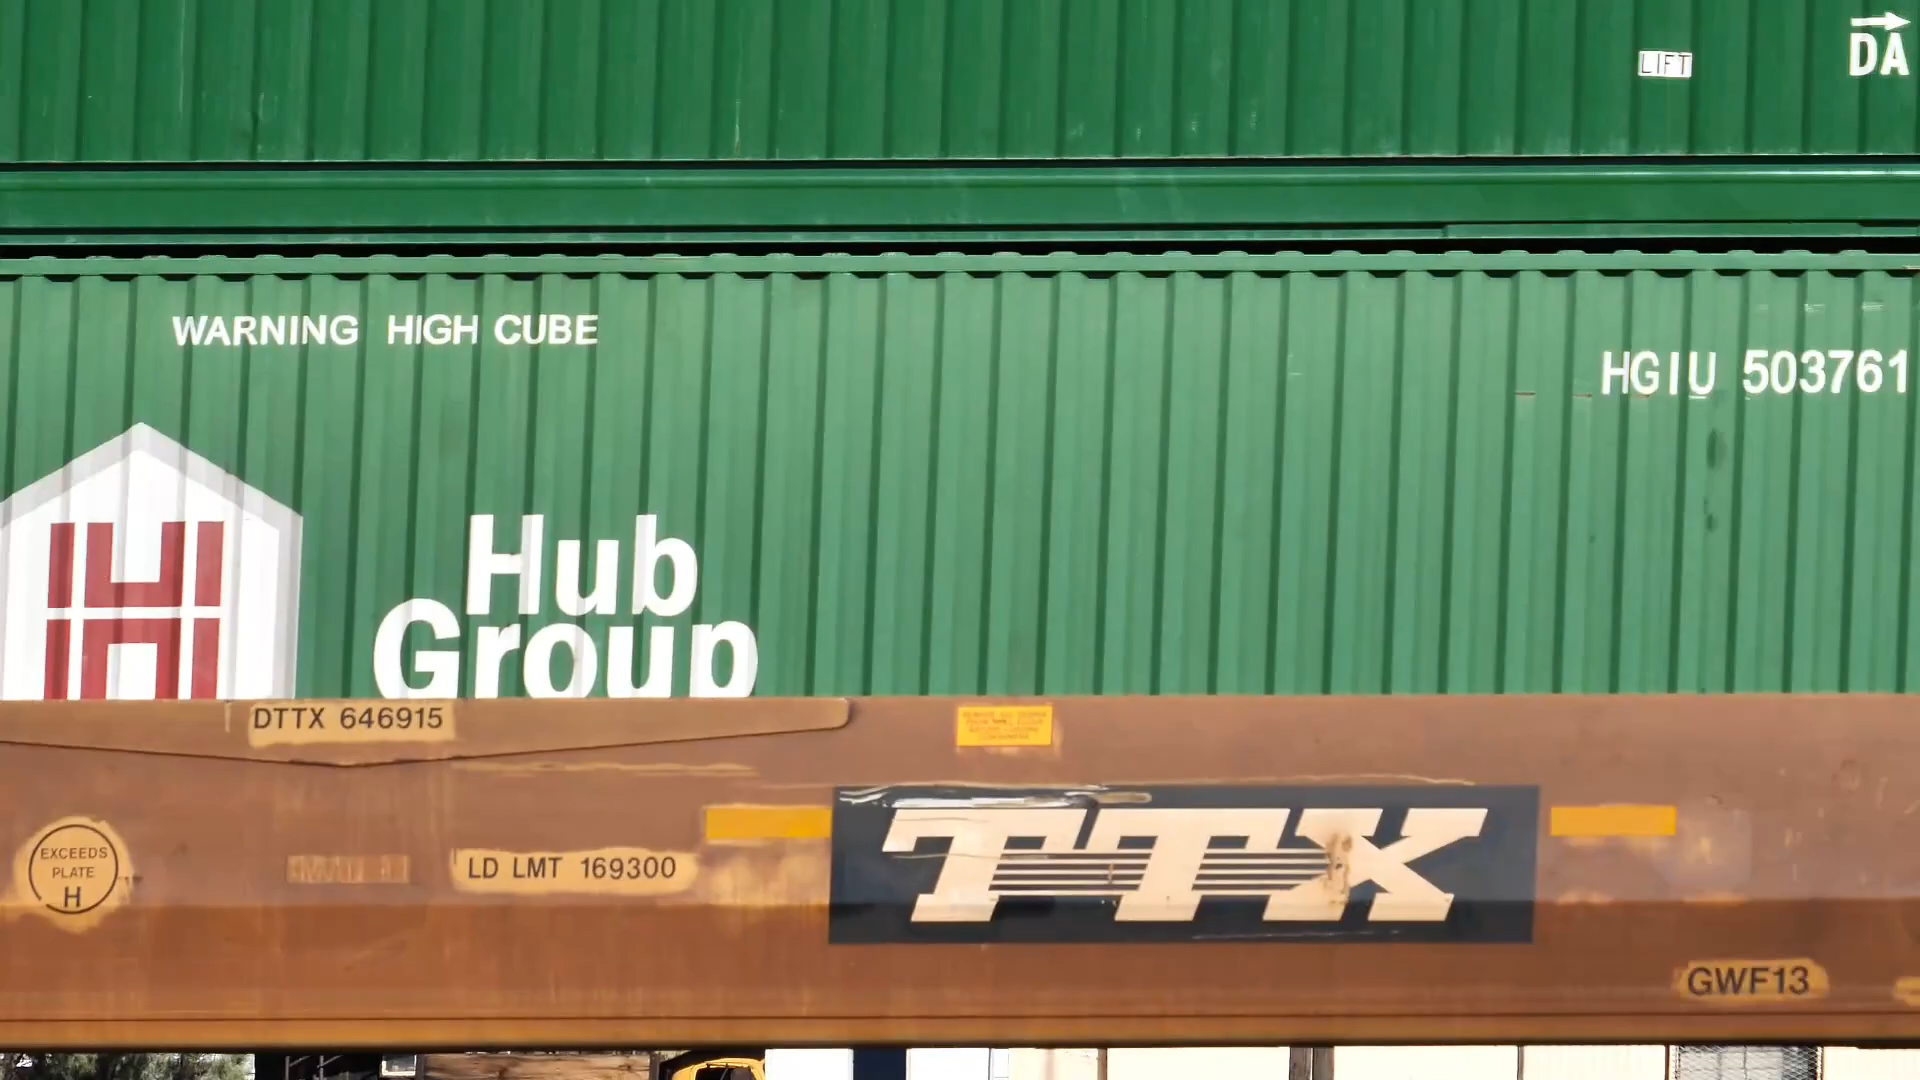 DA
LIFT
WARNING HIGH CUBE
HGIU 503761
Hub
Group
DTTX 646915
TTX
EXCEEDS
PLATE
H
LD LMT 169300
GWF13